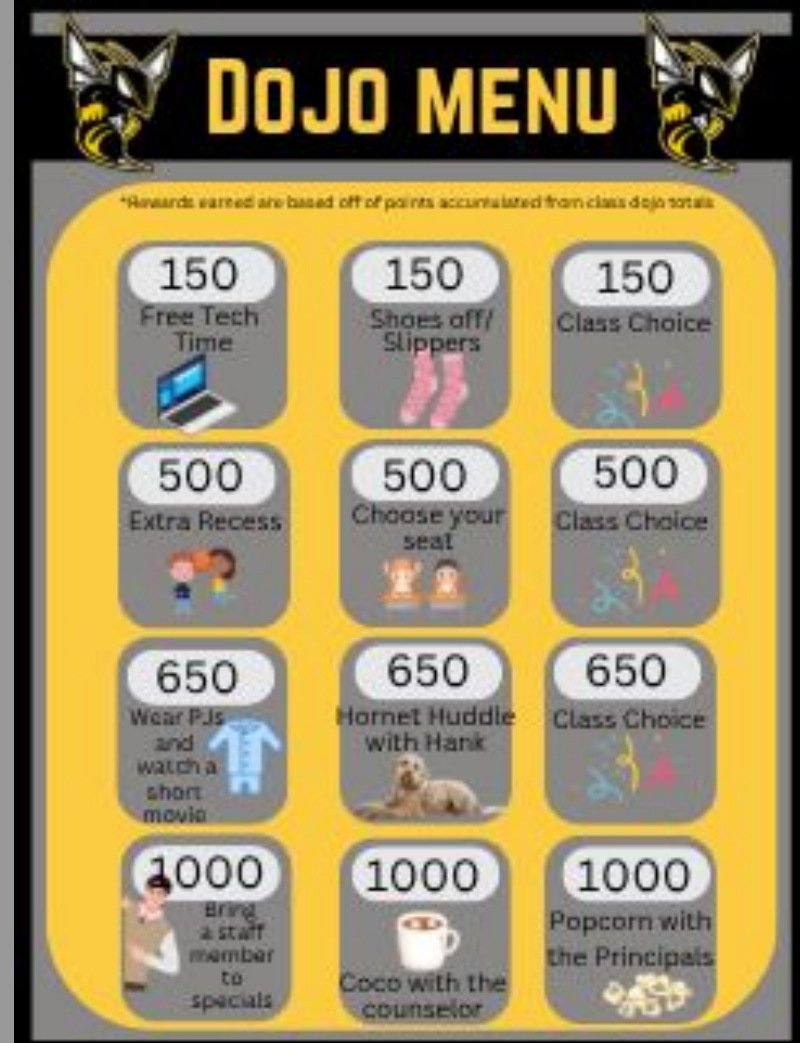 DOJO MENU
*Rewards earned are based off of points accumulated from class dojo totals
150
Free Tech
Time
150
Shoes off/
Slippers
150
Class Choice
500
Extra Recess
500
Choose your
seat
500
Class Choice
650
Wear PJs
and
watch a
short
movie
650
Hornet Huddle
with Hank
650
Class Choice
1000
Bring
a staff
member
to
specials
1000
Coco with the
counselor
1000
Popcorn with
the Principals